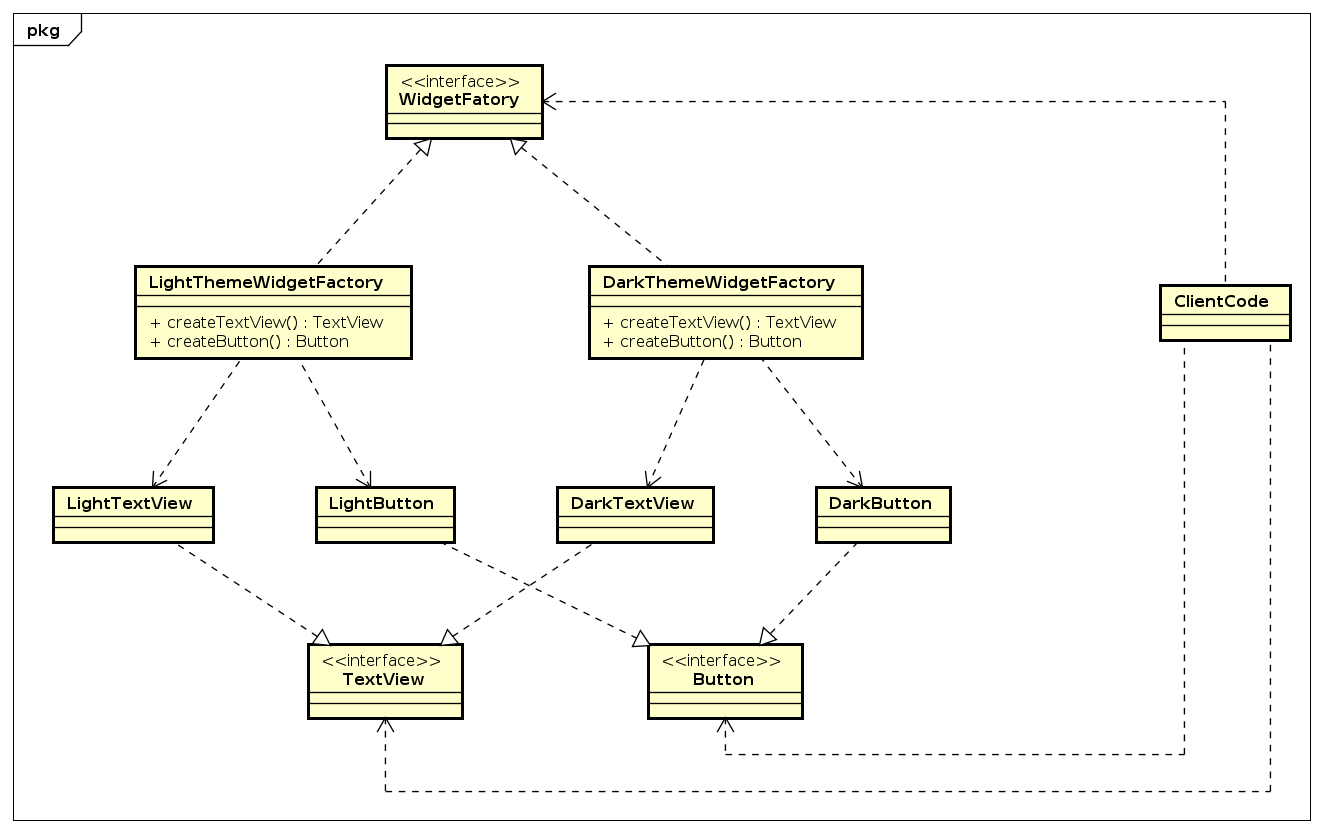 pkg
<<interface>>
WidgetFatory
LightThemeWidgetFactory
+ createTextView() : TextView
+ createButton() : Button
DarkThemeWidgetFactory
+ createTextView() : TextView
+ createButton() : Button
ClientCode
LightTextView
LightButton
DarkTextView
DarkButton
<<interface>>
TextView
<<interface>>
Button